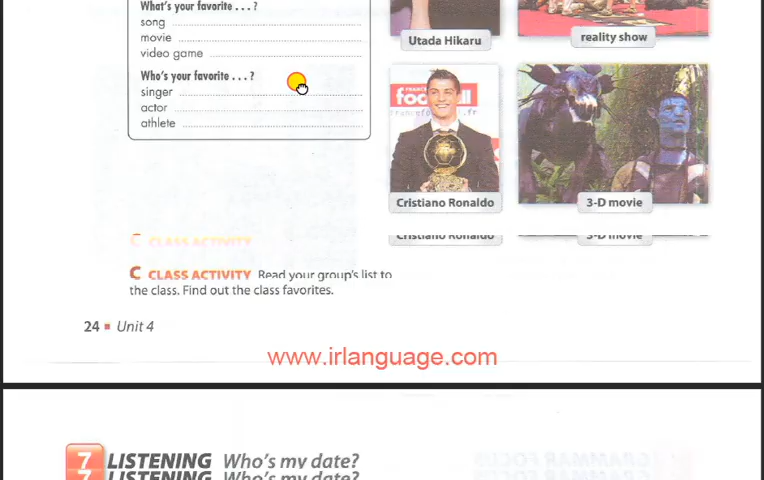 What's your favorite . . . ?
song
movie
video game
Who's your favorite . . . ?
singer
actor
athlete
Utada Hikaru
reality show
FRANCE
football
Cristiano Ronaldo
3-D movie
Cristiano Ronaldo
3-D movie
C CLASS ACTIVITY
C CLASS ACTIVITY Read your group's list to
the class. Find out the class favorites.
24 Unit 4
www.irlanguage.com
7 LISTENING Who's my date?
7 LISTENING Who's my date?